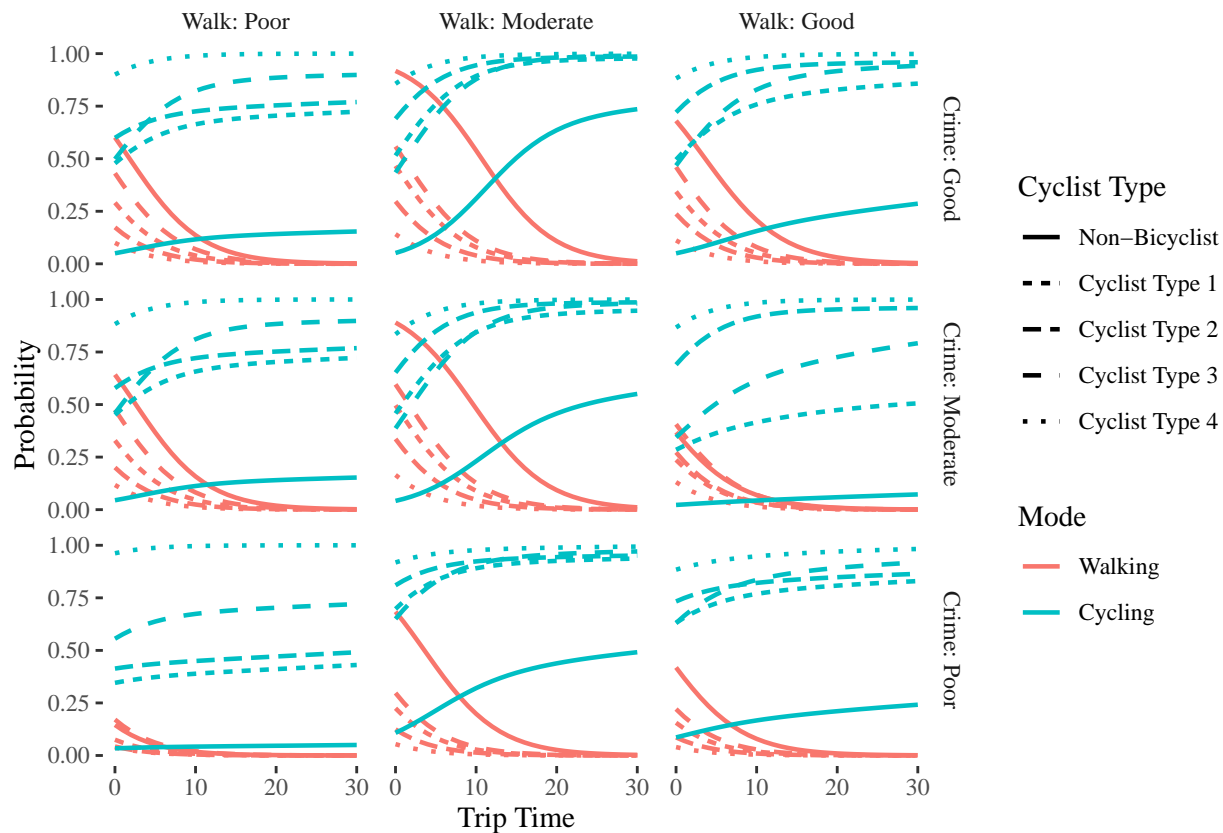 Walk: Poor Walk: Moderate Walk: Good
1.00
0.75
0.50
0.25
0.00
Crime: Good
1.00
0.75
0.50
0.25
0.00
Crime: Moderate
1.00
0.75
0.50
0.25
0.00
Crime: Poor
0 10 20 30 0 10 20 30 0 10 20 30
Trip Time
Probability
Cyclist Type
Non−Bicyclist
Cyclist Type 1
Cyclist Type 2
Cyclist Type 3
Cyclist Type 4
Mode
Walking
Cycling